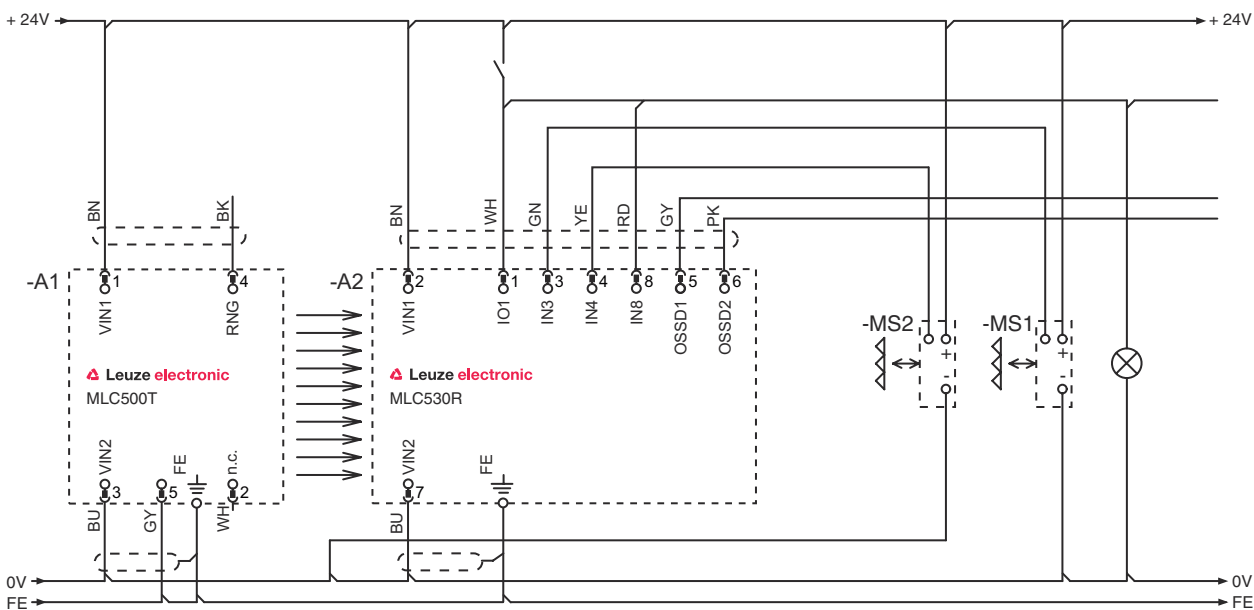 + 24V
+ 24V
BN
BK
BN
WH
GN
YE
RD
GY
PK
-A1
1
4
-A2
2
1
3
4
8
5
6
VIN1
RNG
VIN1
IO1
IN3
IN4
IN8
OSSD1
OSSD2
-MS2
-MS1
+
+
-
-
Leuze electronic
MLC500T
Leuze electronic
MLC530R
VIN2
FE
n.c.
VIN2
FE
3
5
2
7
BU
GY
WH
BU
0V
0V
FE
FE